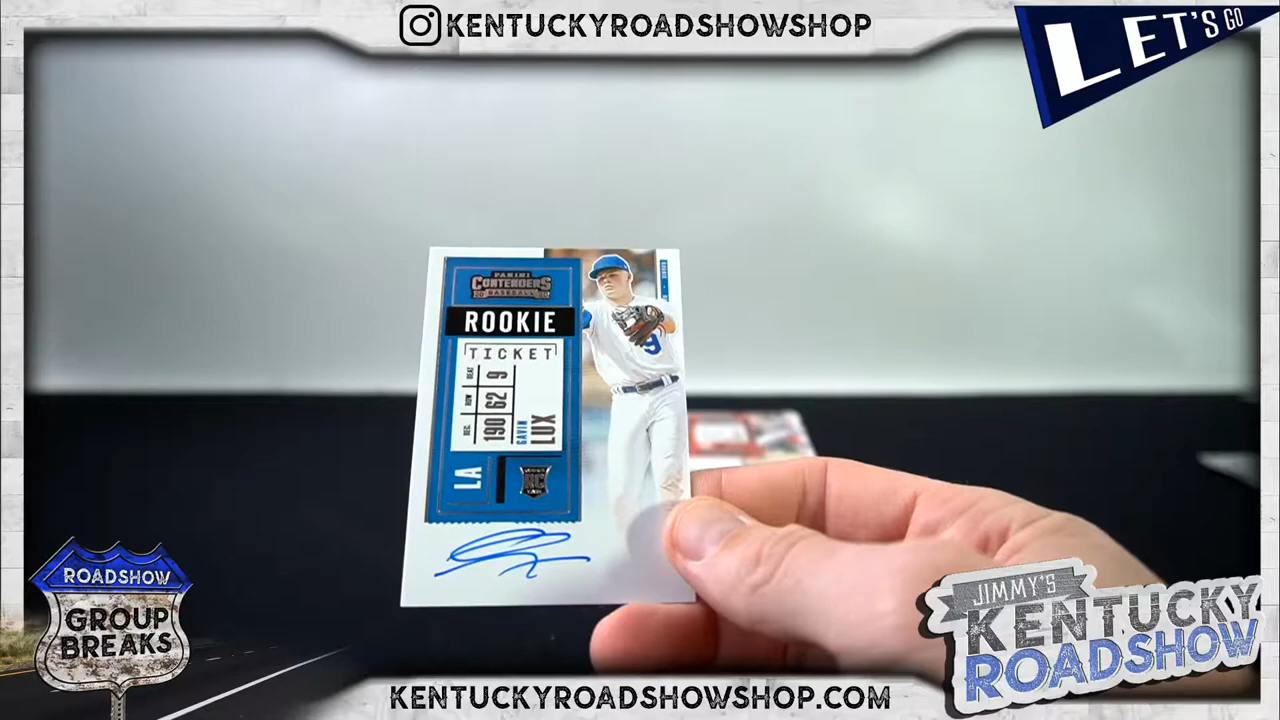 KENTUCKYROADSHOWSHOP
LET'S GO
PANINI
CONTENDERS
BASEBALL
ROOKIE
TICKET
SEC. ROW SEAT
190 62 9
GAVIN
LUX
LA
RC
9
ROADSHOW
GROUP
BREAKS
JIMMY'S
KENTUCKY
ROADSHOW
KENTUCKYROADSHOWSHOP.COM